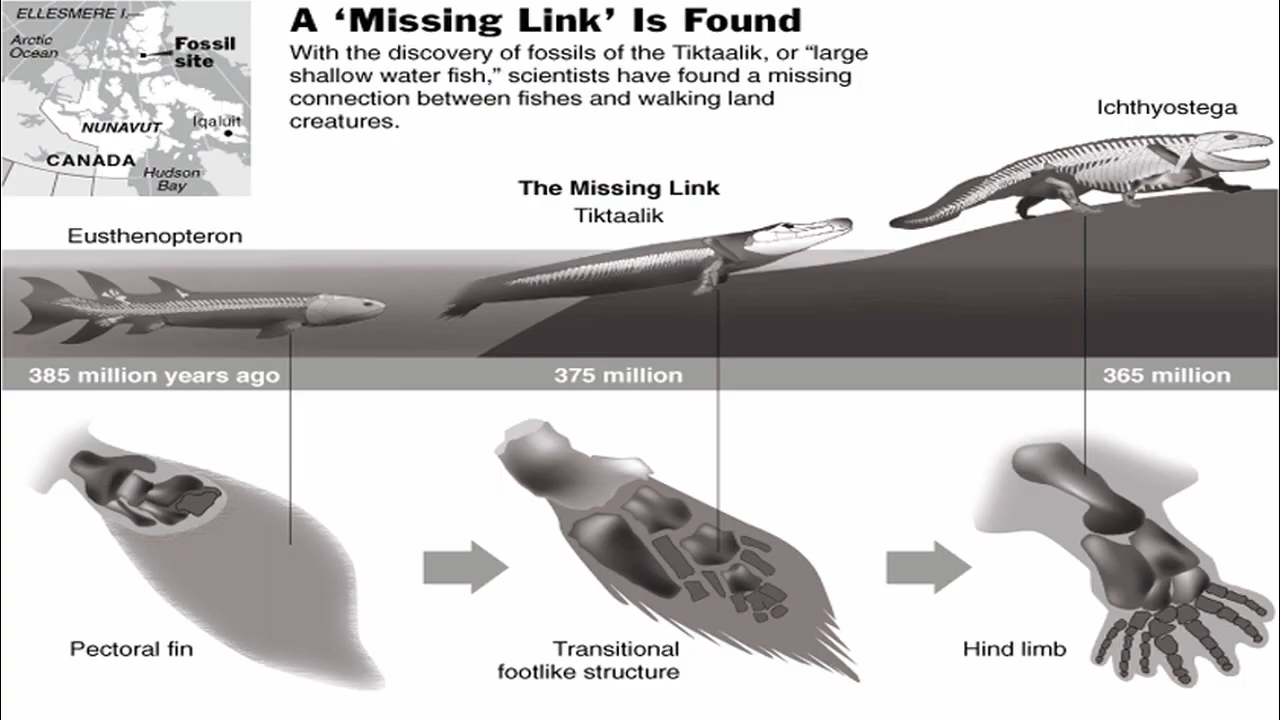 ELLESMERE I.
Arctic
Ocean
Fossil
site
NUNAVUT
Iqaluit
CANADA
Hudson
Bay
A ‘Missing Link’ Is Found
With the discovery of fossils of the Tiktaalik, or “large
shallow water fish,” scientists have found a missing
connection between fishes and walking land
creatures.
Ichthyostega
The Missing Link
Tiktaalik
Eusthenopteron
385 million years ago
375 million
365 million
Pectoral fin
Transitional
footlike structure
Hind limb